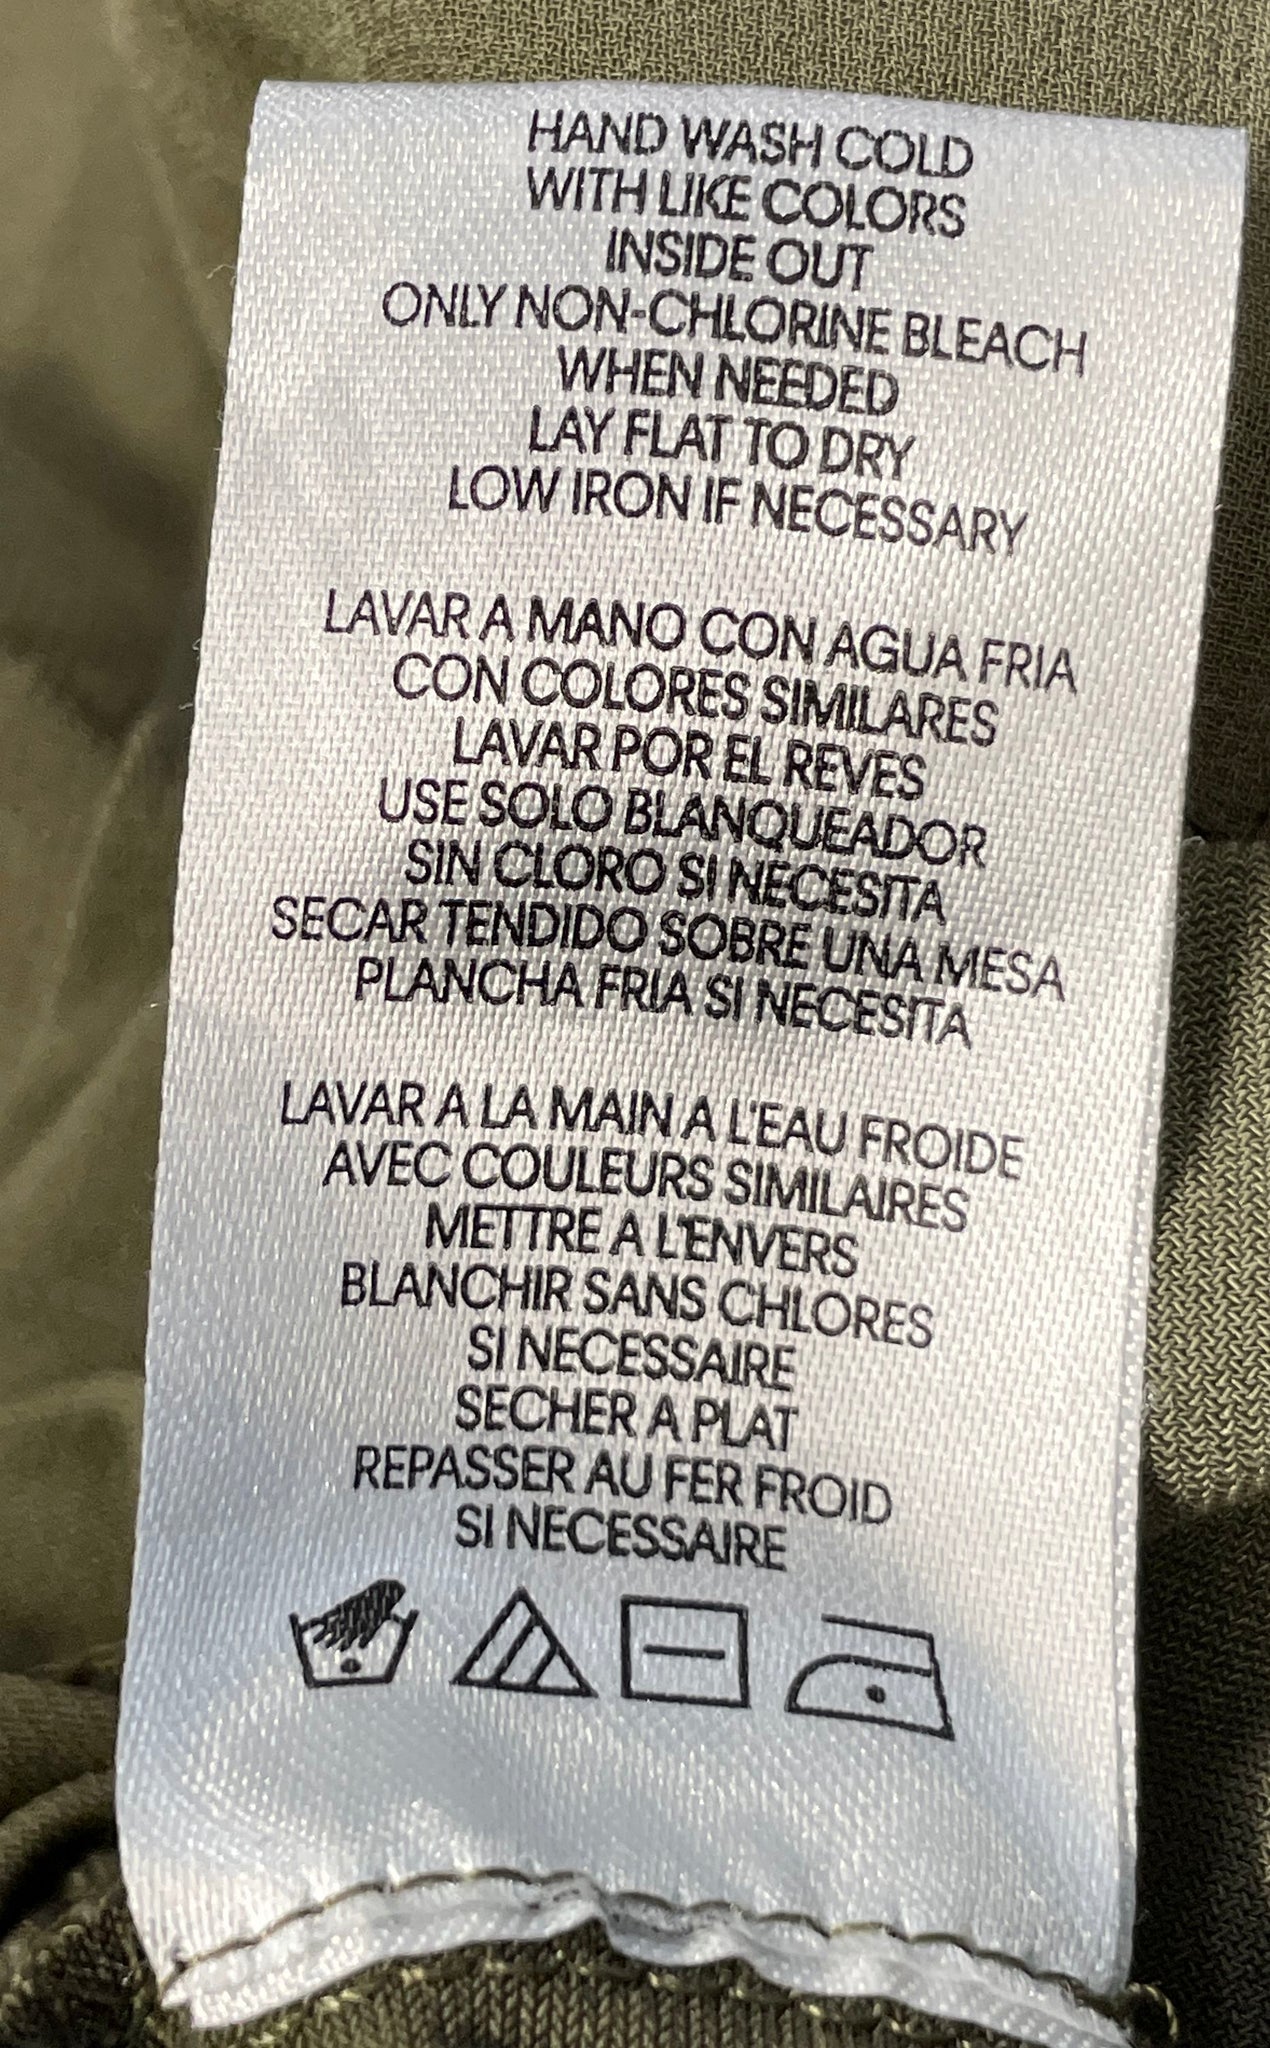 HAND WASH COLD
WITH LIKE COLORS
INSIDE OUT
ONLY NON-CHLORINE BLEACH
WHEN NEEDED
LAY FLAT TO DRY
LOW IRON IF NECESSARY
LAVAR A MANO CON AGUA FRIA
CON COLORES SIMILARES
LAVAR POR EL REVES
USE SOLO BLANQUEADOR
SIN CLORO SI NECESITA
SECAR TENDIDO SOBRE UNA MESA
PLANCHA FRIA SI NECESITA
LAVAR A LA MAIN A L'EAU FROIDE
AVEC COULEURS SIMILAIRES
METTRE A L'ENVERS
BLANCHIR SANS CHLORES
SI NECESSAIRE
SECHER A PLAT
REPASSER AU FER FROID
SI NECESSAIRE